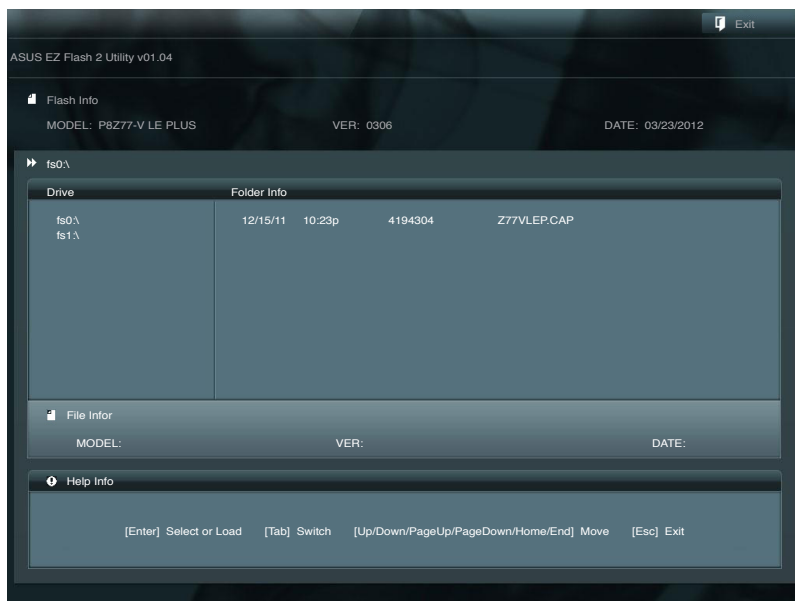 Exit
ASUS EZ Flash 2 Utility v01.04
Flash Info
MODEL: P8Z77-V LE PLUS VER: 0306 DATE: 03/23/2012
fs0:\
Drive Folder Info
fs0:\ 12/15/11 10:23p 4194304 Z77VLEP.CAP
fs1:\
File Infor
MODEL: VER: DATE:
Help Info
[Enter] Select or Load [Tab] Switch [Up/Down/PageUp/PageDown/Home/End] Move [Esc] Exit